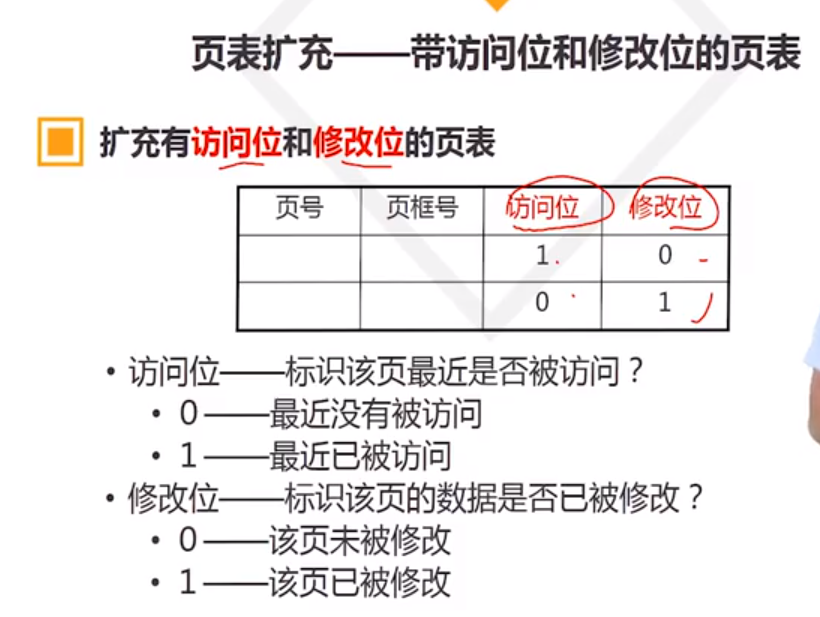 页表扩充——带访问位和修改位的页表
扩充有访问位和修改位的页表
页号 页框号 访问位 修改位
1 0
0 1
• 访问位——标识该页最近是否被访问？
• 0——最近没有被访问
• 1——最近已被访问
• 修改位——标识该页的数据是否已被修改？
• 0——该页未被修改
• 1——该页已被修改